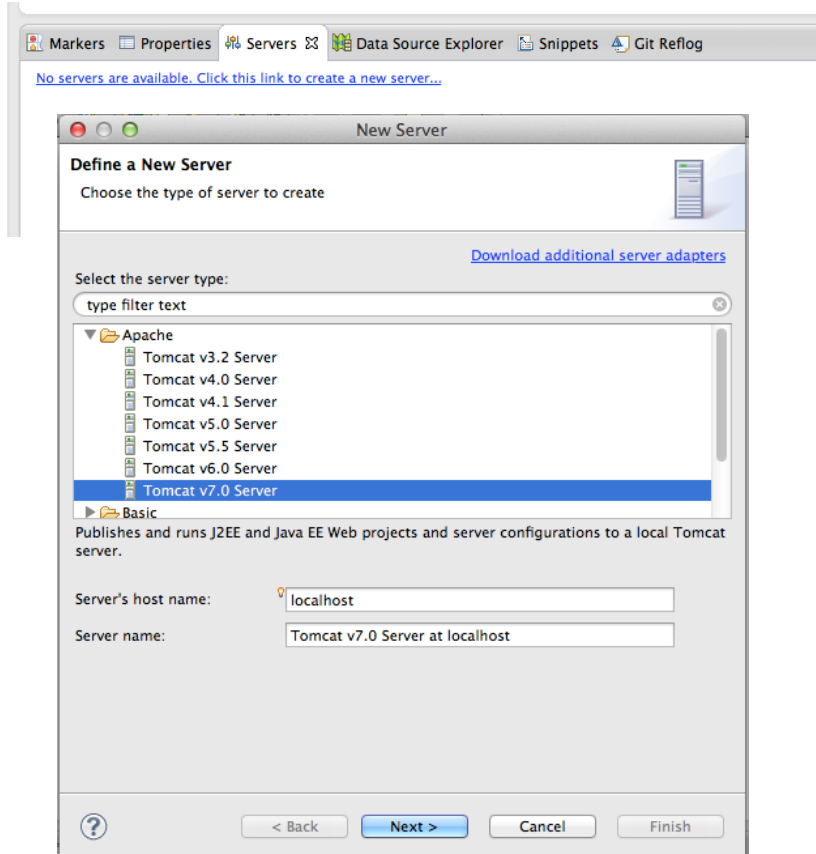 Markers Properties Servers Data Source Explorer Snippets Git Reflog
No servers are available. Click this link to create a new server...
New Server
Define a New Server
Choose the type of server to create
Download additional server adapters
Select the server type:
type filter text
Apache
Tomcat v3.2 Server
Tomcat v4.0 Server
Tomcat v4.1 Server
Tomcat v5.0 Server
Tomcat v5.5 Server
Tomcat v6.0 Server
Tomcat v7.0 Server
Basic
Publishes and runs J2EE and Java EE Web projects and server configurations to a local Tomcat
server.
Server's host name: localhost
Server name: Tomcat v7.0 Server at localhost
? < Back Next > Cancel Finish